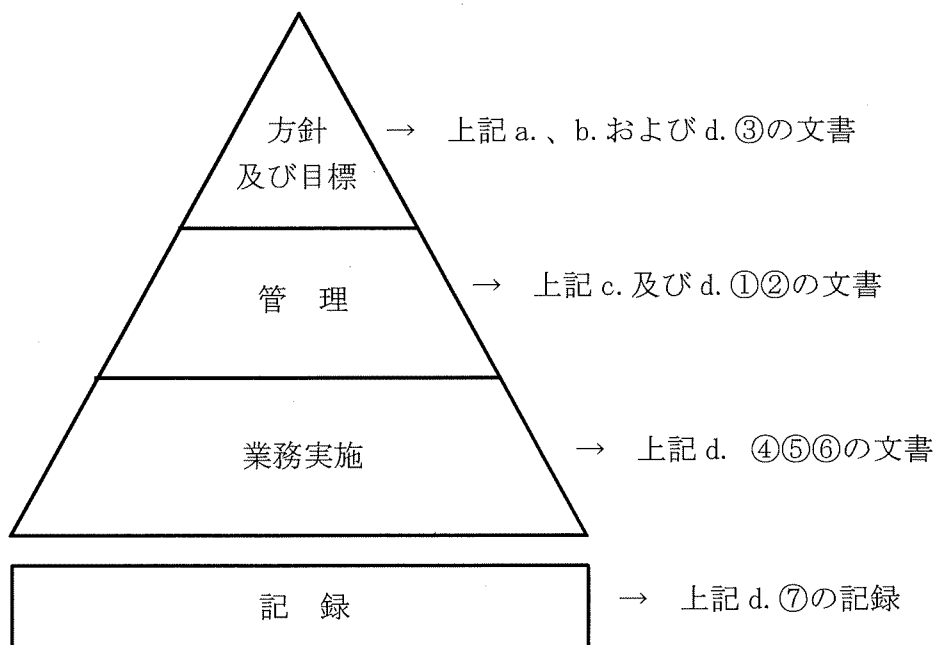 方針
及び目標
→ 上記 a. 、b. および d. ③の文書
管 理
→ 上記 c. 及び d. ①②の文書
業務実施
→ 上記 d. ④⑤⑥の文書
記 録
→ 上記 d. ⑦の記録